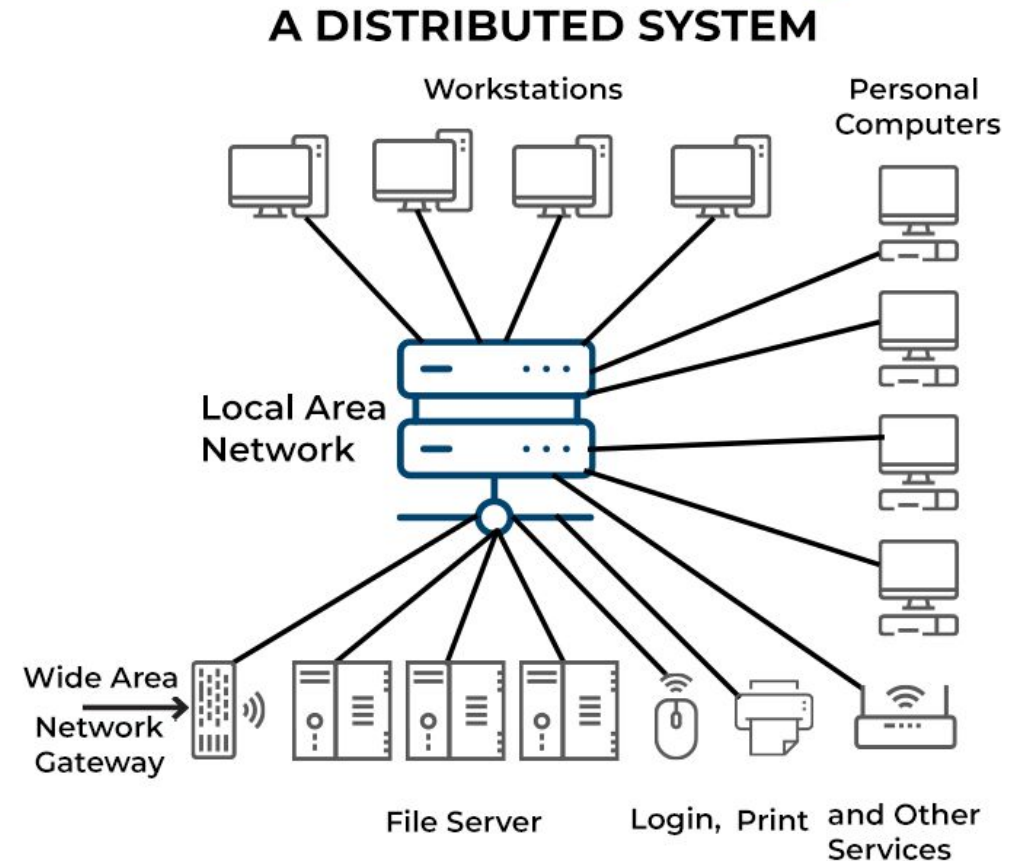 A DISTRIBUTED SYSTEM
Workstations
Personal
Computers
Local Area
Network
Wide Area
Network
Gateway
File Server
Login, Print and Other
Services